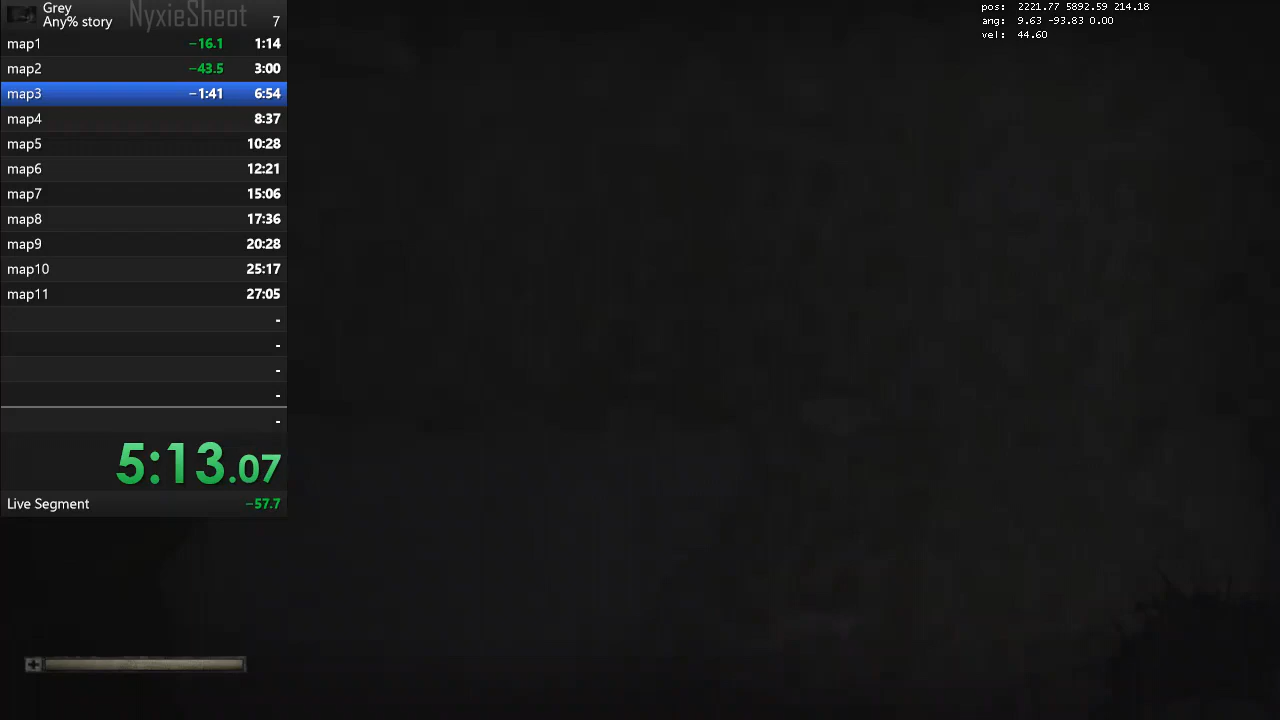 Grey
NyxieSheot
Any% story 7
map1 −16.1 1:14
map2 −43.5 3:00
map3 −1:41 6:54
map4 8:37
map5 10:28
map6 12:21
map7 15:06
map8 17:36
map9 20:28
map10 25:17
map11 27:05
-
-
-
-
-
5:13.07
Live Segment −57.7
pos: 2221.77 5892.59 214.18
ang: 9.63 -93.83 0.00
vel: 44.60